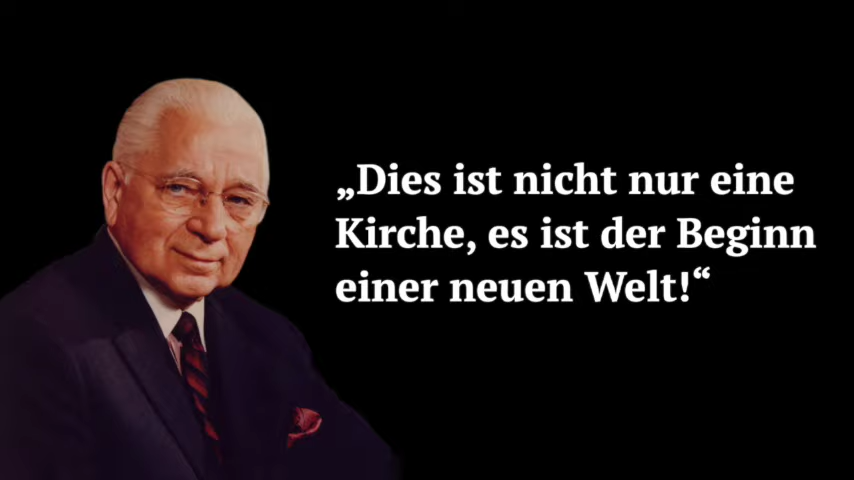 „Dies ist nicht nur eine
Kirche, es ist der Beginn
einer neuen Welt!“